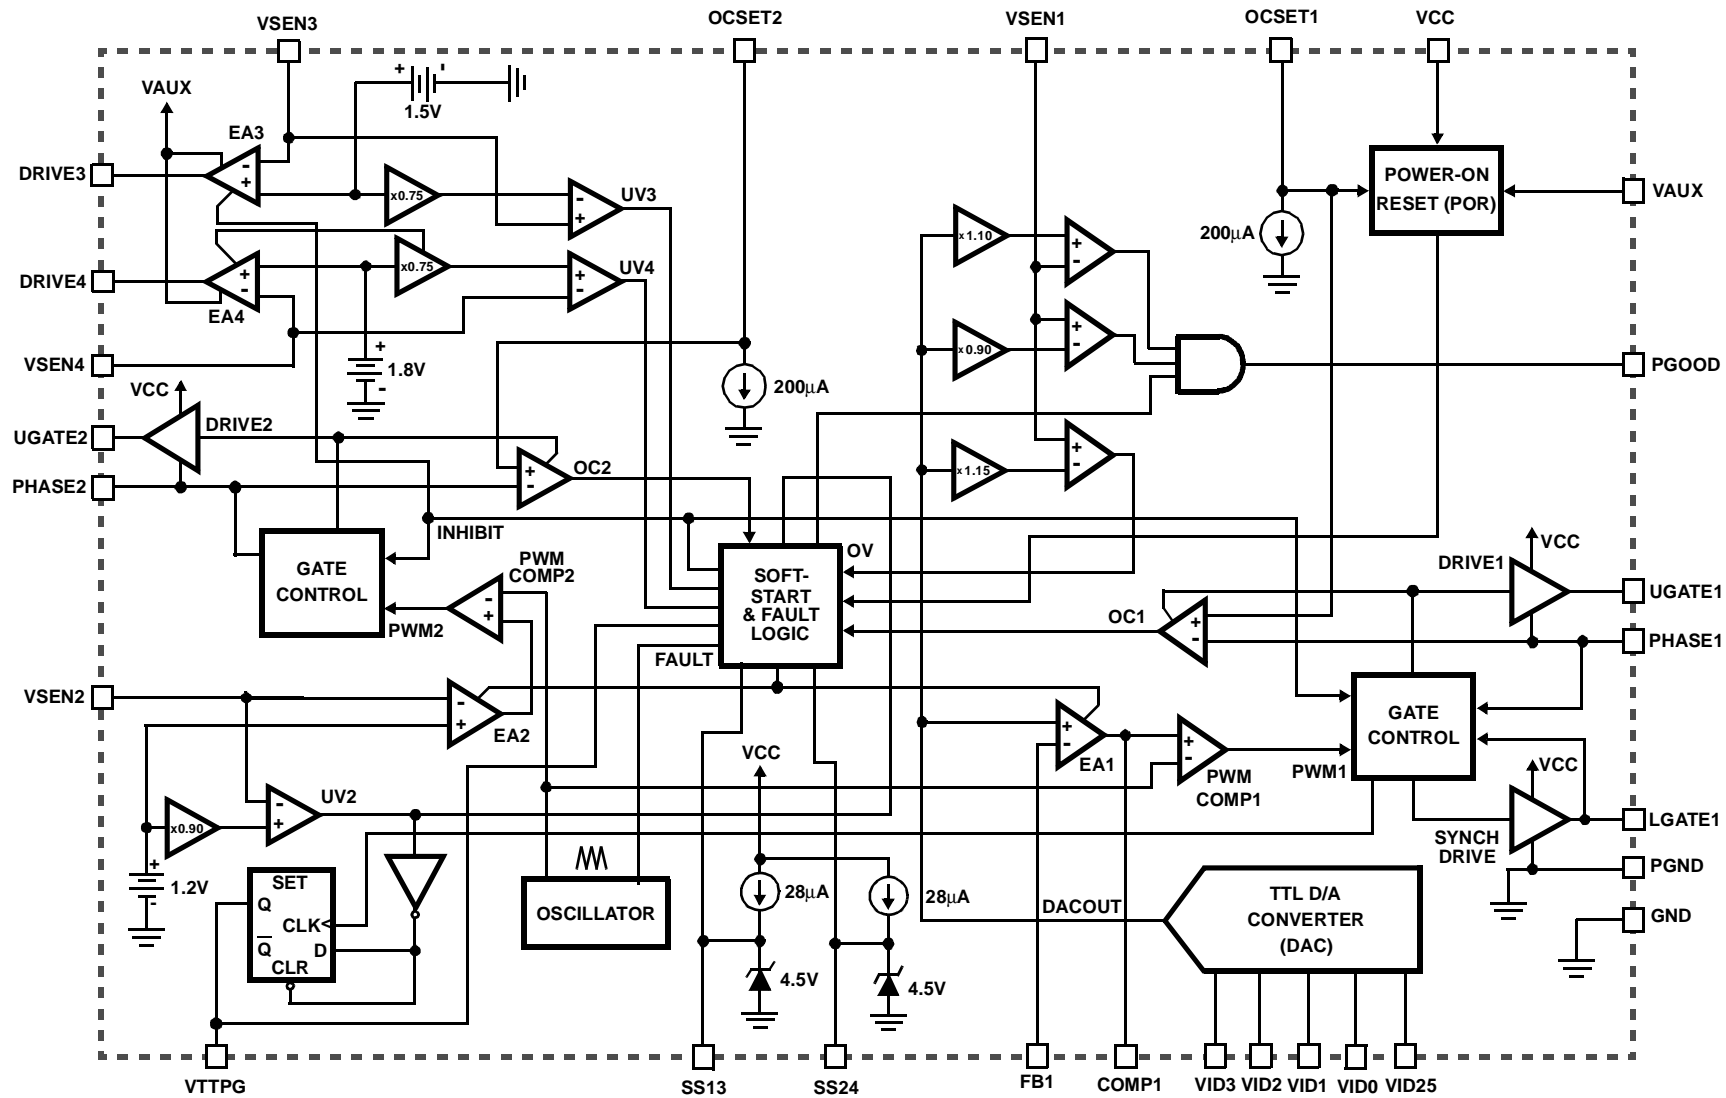 VSEN3
OCSET2
VSEN1
OCSET1
VCC
VAUX
+ -
1.5V
EA3
-
+
DRIVE3
x0.75
-
+
UV3
POWER-ON
RESET (POR)
VAUX
200μA
x1.10
+
-
DRIVE4
+
-
EA4
x0.75
+
-
UV4
VSEN4
+
1.8V
-
200μA
x0.90
+
-
PGOOD
VCC
UGATE2
DRIVE2
PHASE2
+
-
OC2
x1.15
+
-
INHIBIT
OV
GATE
CONTROL
PWM
COMP2
-
+
PWM2
SOFT-
START
& FAULT
LOGIC
FAULT
OC1
+
-
DRIVE1
VCC
UGATE1
PHASE1
VSEN2
-
+
EA2
+
-
EA1
+
-
PWM
COMP1
PWM1
GATE
CONTROL
VCC
SYNCH
DRIVE
LGATE1
PGND
GND
x0.90
-
+
UV2
+
1.2V
-
SET
Q
CLK
Q
D
CLR
OSCILLATOR
VCC
28μA
28μA
4.5V
4.5V
DACOUT
TTL D/A
CONVERTER
(DAC)
VTTPG
SS13
SS24
FB1
COMP1
VID3
VID2
VID1
VID0
VID25